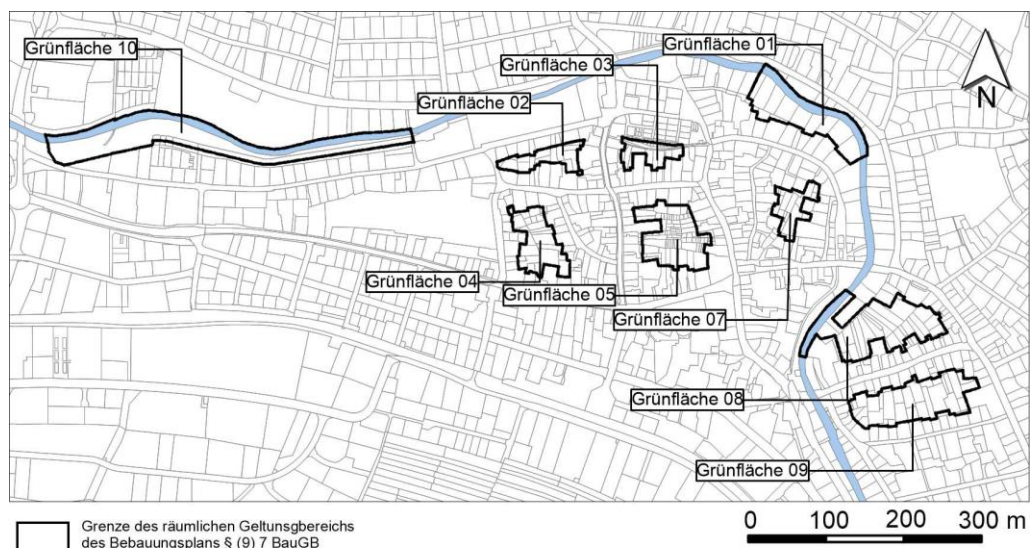 Grünfläche 10
Grünfläche 01
Grünfläche 03
Grünfläche 02
N
Grünfläche 04
Grünfläche 05
Grünfläche 07
Grünfläche 08
Grünfläche 09
Grenze des räumlichen Geltunsgbereichs
des Bebauungsplans § (9) 7 BauGB
0 100 200 300 m